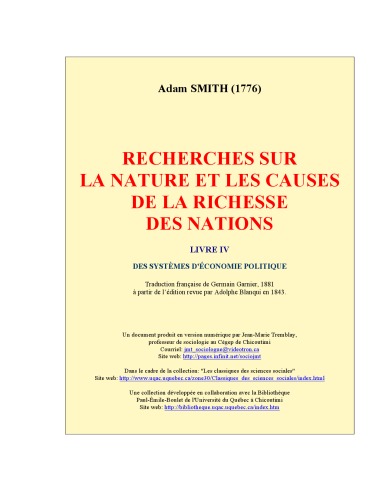 Adam SMITH (1776)
RECHERCHES SUR
LA NATURE ET LES CAUSES
DE LA RICHESSE
DES NATIONS
LIVRE IV
DES SYSTÈMES D'ÉCONOMIE POLITIQUE
Traduction française de Germain Garnier, 1881
à partir de l’édition revue par Adolphe Blanqui en 1843.
Un document produit en version numérique par Jean-Marie Tremblay,
professeur de sociologie au Cégep de Chicoutimi
Courriel: jmt_sociologue@videotron.ca
Site web: http://pages.infinit.net/sociojmt
Dans le cadre de la collection: "Les classiques des sciences sociales"
Site web: http://www.uqac.uquebec.ca/zone30/Classiques_des_sciences_sociales/index.html
Une collection développée en collaboration avec la Bibliothèque
Paul-Émile-Boulet de l'Université du Québec à Chicoutimi
Site web: http://bibliotheque.uqac.uquebec.ca/index.htm